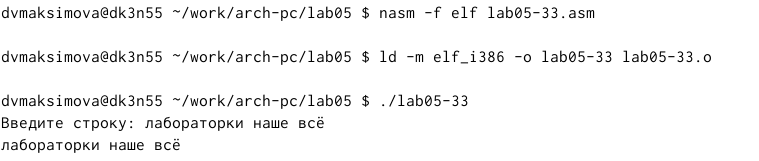 dvmaksimova@dk3n55 ~/work/arch-pc/lab05 $ nasm -f elf lab05-33.asm
dvmaksimova@dk3n55 ~/work/arch-pc/lab05 $ ld -m elf_i386 -o lab05-33 lab05-33.o
dvmaksimova@dk3n55 ~/work/arch-pc/lab05 $ ./lab05-33
Введите строку: лабораторки наше всё
лабораторки наше всё